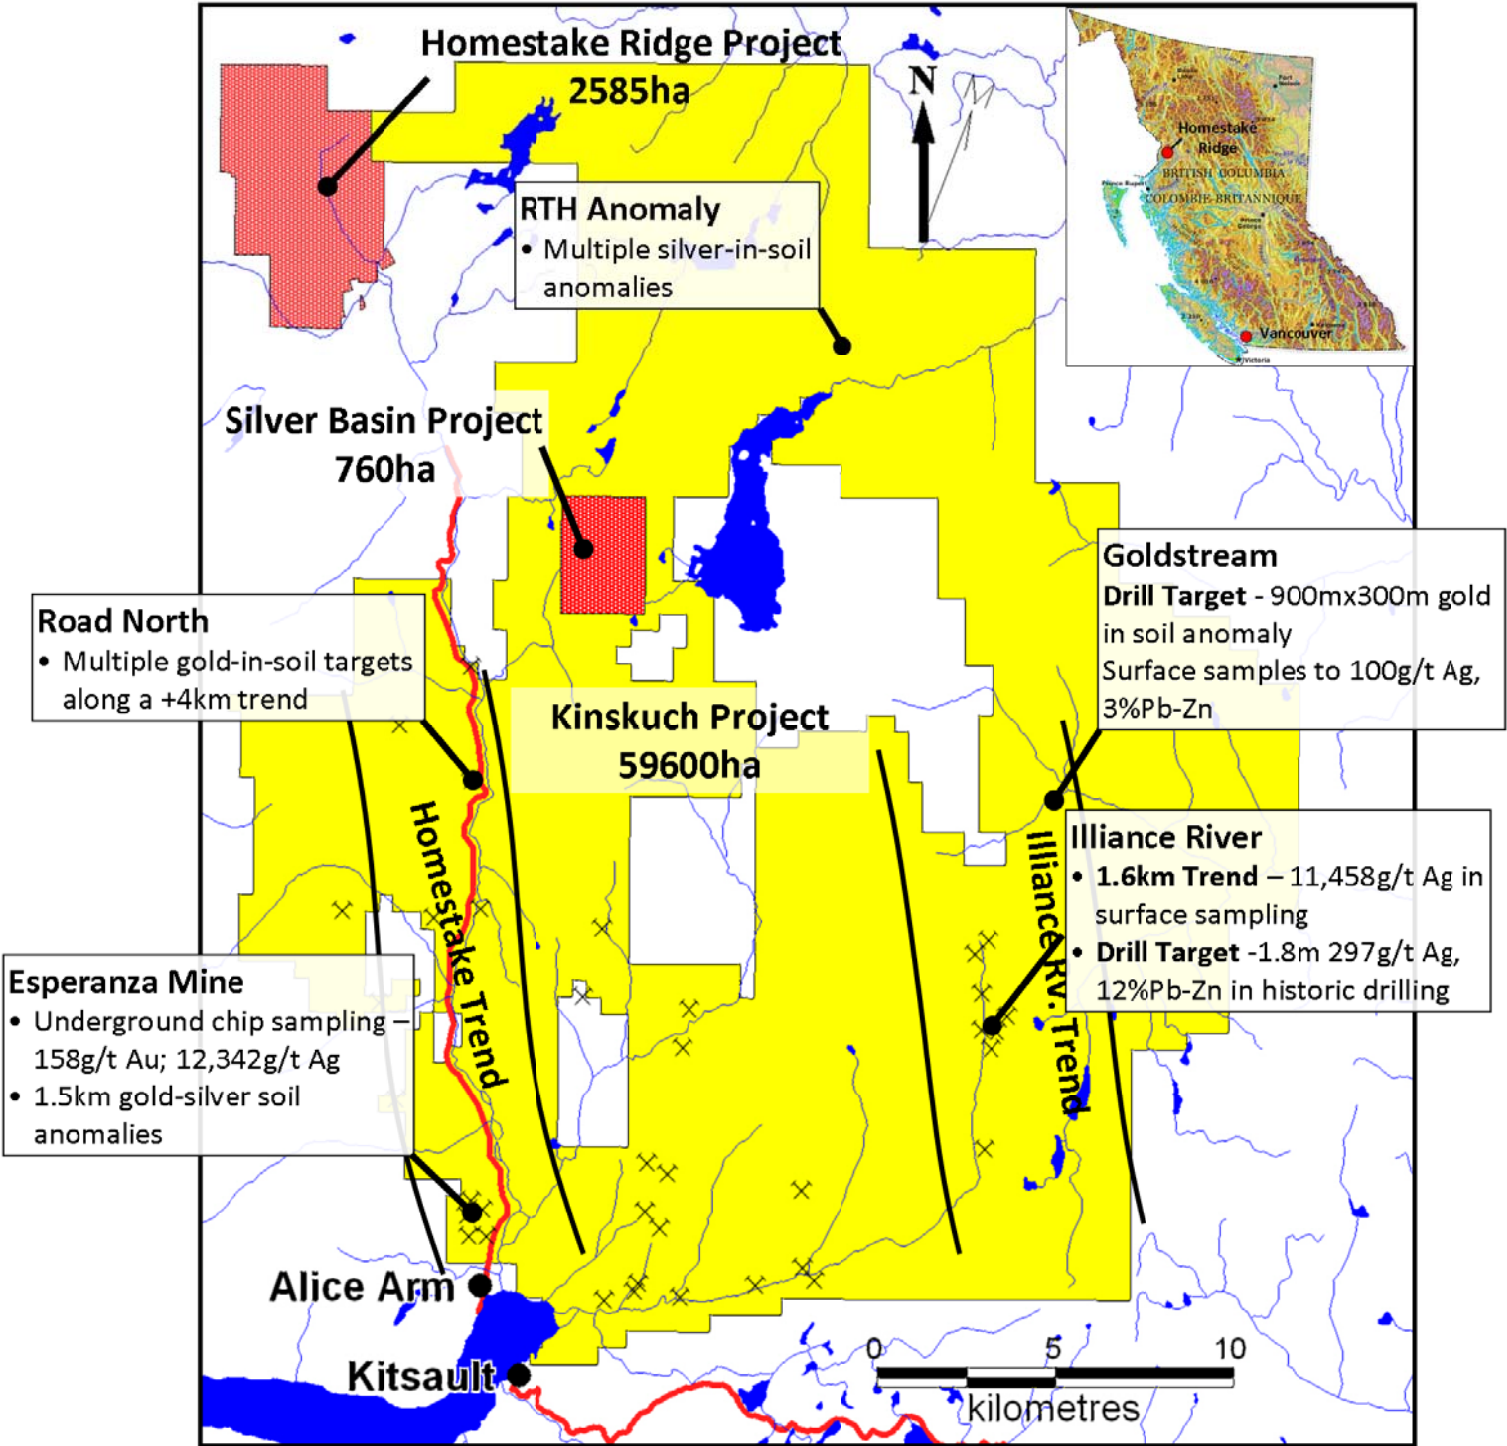 Homestake Ridge Project
2585ha
N
M
Homestake
Ridge
BRITISH COLUMBIA
COLOMBIE-BRITANNIQUE
Vancouver
Victoria
RTH Anomaly
• Multiple silver-in-soil
anomalies
Silver Basin Project
760ha
Goldstream
Drill Target - 900mx300m gold
in soil anomaly
Surface samples to 100g/t Ag,
3%Pb-Zn
Road North
• Multiple gold-in-soil targets
along a +4km trend
Kinskuch Project
59600ha
Homestake Trend
Illiance Rv. Trend
Illiance River
• 1.6km Trend – 11,458g/t Ag in
surface sampling
• Drill Target -1.8m 297g/t Ag,
12%Pb-Zn in historic drilling
Esperanza Mine
• Underground chip sampling –
158g/t Au; 12,342g/t Ag
• 1.5km gold-silver soil
anomalies
Alice Arm
Kitsault
0 5 10
kilometres